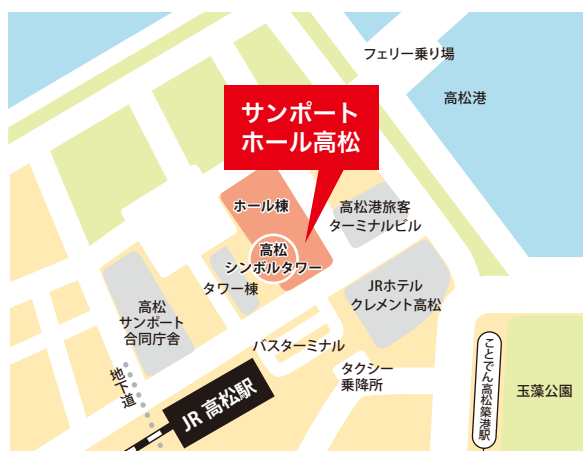 フェリー乗り場
高松港
サンポート
ホール高松
ホール棟
高松港旅客
ターミナルビル
高松
シンボルタワー
タワー棟
JRホテル
クレメント高松
高松
サンポート
合同庁舎
バスターミナル
タクシー
乗降所
地下道
JR 高松駅
ことでん高松築港駅
玉藻公園